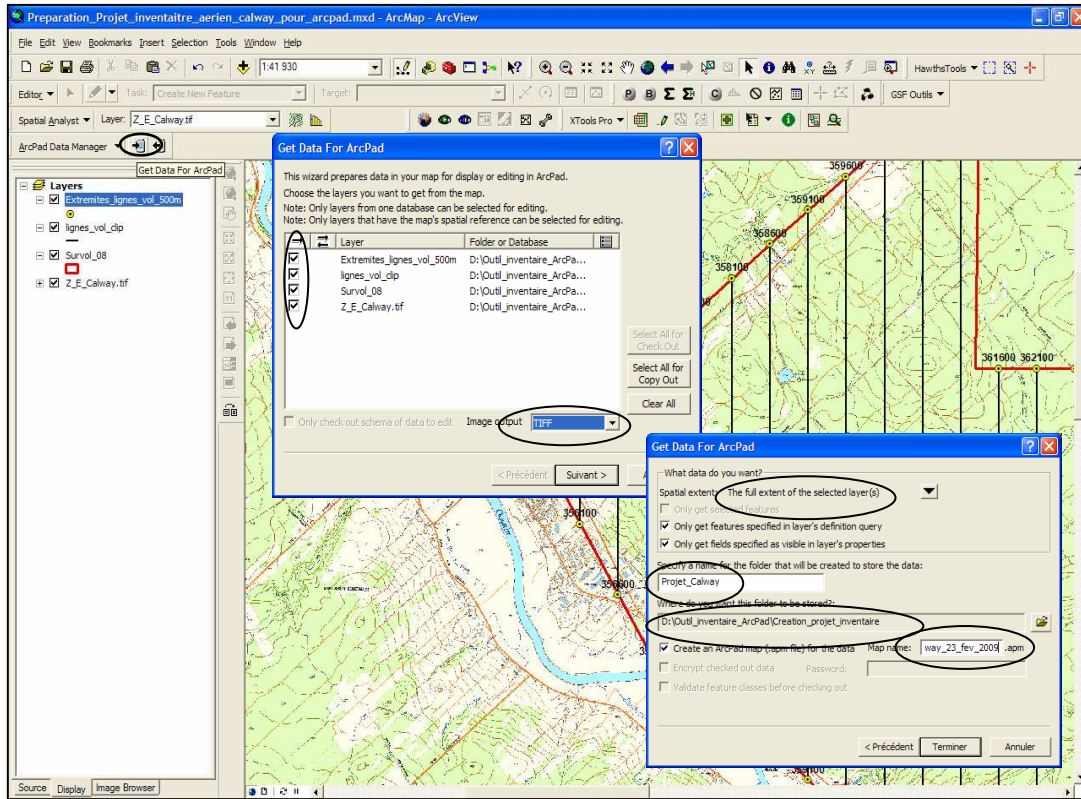 Preparation_Projet_inventaitre_aerien_calway_pour_arcpad.mxd - ArcMap - ArcView
File Edit View Bookmarks Insert Selection Tools Window Help
1:41 930
HawthsTools
Editor Task: Create New Feature Target: GSF Outils
Spatial Analyst Layer: Z_E_Calway.tif XTools Pro
ArcPad Data Manager
Get Data For ArcPad
Layers
Extremites_lignes_vol_500m
lignes_vol_clip
Survol_08
Z_E_Calway.tif
Get Data For ArcPad
This wizard prepares data in your map for display or editing in ArcPad.
Choose the layers you want to get from the map.
Note: Only layers from one database can be selected for editing.
Note: Only layers that have the map's spatial reference can be selected for editing.
Layer Folder or Database
Extremites_lignes_vol_500m D:\Outil_inventaire_ArcPa...
lignes_vol_clip D:\Outil_inventaire_ArcPa...
Survol_08 D:\Outil_inventaire_ArcPa...
Z_E_Calway.tif D:\Outil_inventaire_ArcPa...
Select All for
Check Out
Select All for
Copy Out
Clear All
Only check out schema of data to edit Image output TIFF
< Précédent Suivant >
359600
359100
358600
358100
361600 362100
356100
356600
Get Data For ArcPad
What data do you want?
Spatial extent: The full extent of the selected layer(s)
Only get selected features
Only get features specified in layer's definition query
Only get fields specified as visible in layer's properties
Specify a name for the folder that will be created to store the data:
Projet_Calway
Where do you want this folder to be stored?:
D:\Outil_inventaire_ArcPad\Creation_projet_inventaire
Create an ArcPad map (.apm file) for the data Map name: way_23_fev_2009 .apm
Encrypt checked out data Password:
Validate feature classes before checking out
< Précédent Terminer Annuler
Source Display Image Browser